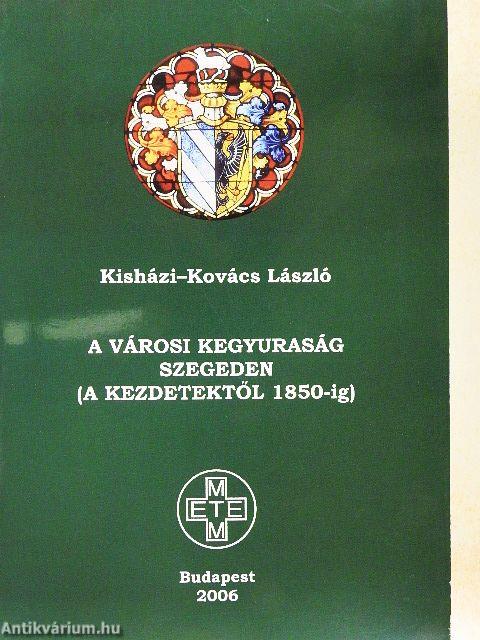 Kisházi–Kovács László
A VÁROSI KEGYURASÁG
SZEGEDEN
(A KEZDETEKTŐL 1850-ig)
M
ETE
M
Budapest
2006
Antikvárium.hu